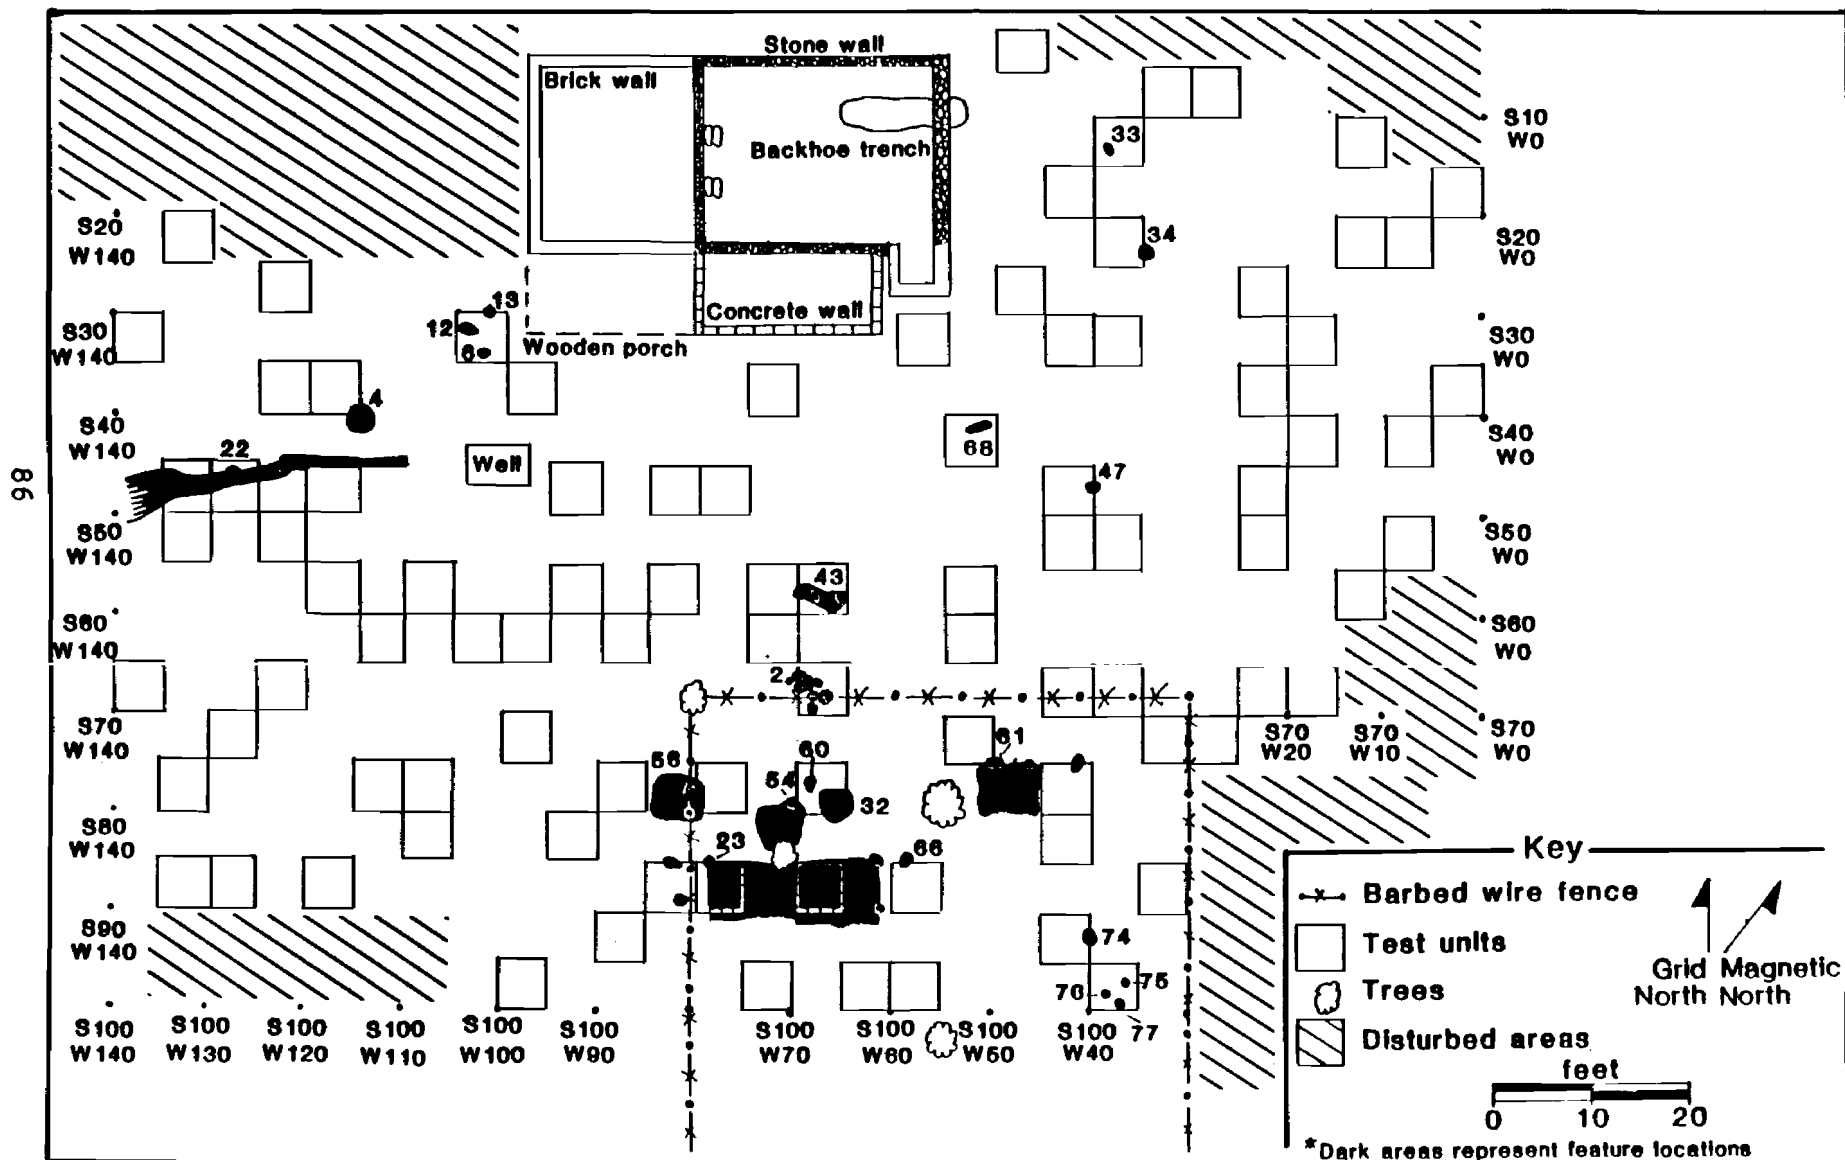 Stone wall
Brick wall
Backhoe trench
33
S10
W0
S20
W140
34
S20
W0
13
12
6
Concrete wall
Wooden porch
S30
W140
S30
W0
4
S40
W140
68
S40
W0
22
Well
47
86
S50
W140
S50
W0
43
S60
W140
S60
W0
2
S70
W140
61
S70
W20
S70
W10
S70
W0
56
60
54
32
S80
W140
23
66
Key
Barbed wire fence
S90
W140
Test units
74
Grid Magnetic
North North
75
76
77
Trees
S100
W140
S100
W130
S100
W120
S100
W110
S100
W100
S100
W90
S100
W70
S100
W60
S100
W50
S100
W40
Disturbed areas
feet
0 10 20
*Dark areas represent feature locations